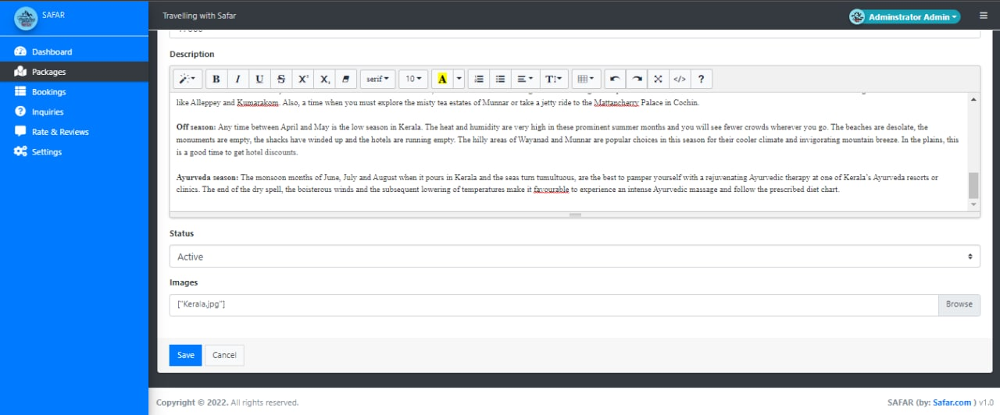 SAFAR
Travelling with Safar
Adminstrator Admin
Dashboard
Packages
Bookings
Inquiries
Rate & Reviews
Settings
Description
B I U S X² X₂ serif 10 A T </> ?
like Alleppey and Kumarakom. Also, a time when you must explore the misty tea estates of Munnar or take a jetty ride to the Mattancherry Palace in Cochin.
Off season: Any time between April and May is the low season in Kerala. The heat and humidity are very high in these prominent summer months and you will see fewer crowds wherever you go. The beaches are desolate, the
monuments are empty, the shacks have winded up and the hotels are running empty. The hilly areas of Wayanad and Munnar are popular choices in this season for their cooler climate and invigorating mountain breeze. In the plains, this
is a good time to get hotel discounts.
Ayurveda season: The monsoon months of June, July and August when it pours in Kerala and the seas turn tumultuous, are the best to pamper yourself with a rejuvenating Ayurvedic therapy at one of Kerala's Ayurveda resorts or
clinics. The end of the dry spell, the boisterous winds and the subsequent lowering of temperatures make it favourable to experience an intense Ayurvedic massage and follow the prescribed diet chart.
Status
Active
Images
["Kerala.jpg"]
Browse
Save
Cancel
Copyright © 2022. All rights reserved.
SAFAR (by: Safar.com ) v1.0